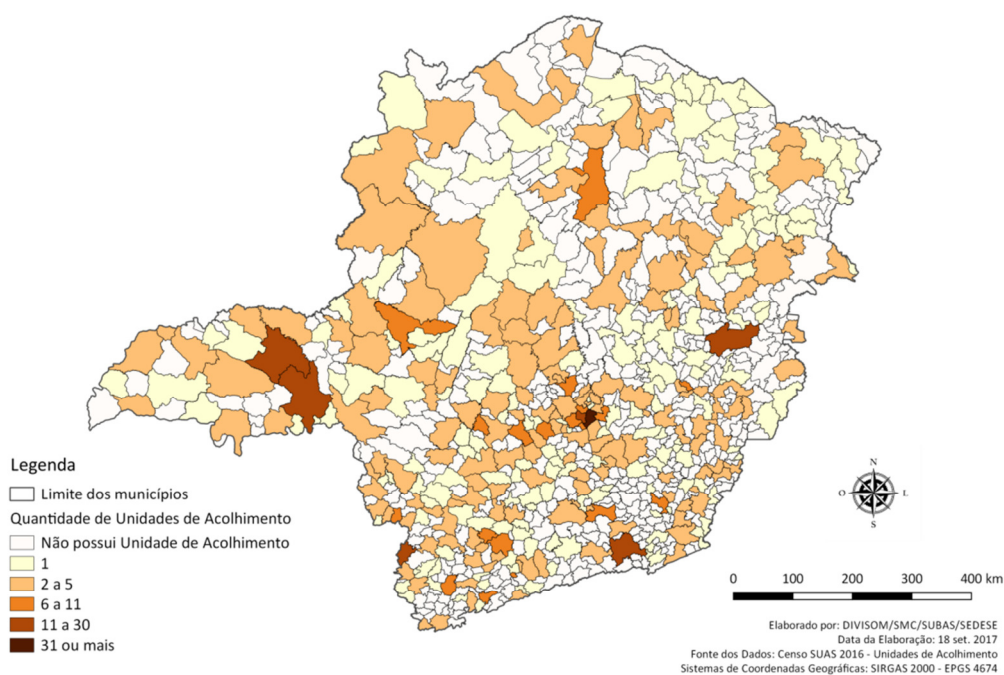 N
O
L
S
Legenda
Limite dos municípios
Quantidade de Unidades de Acolhimento
Não possui Unidade de Acolhimento
1
2 a 5
6 a 11
11 a 30
31 ou mais
0 100 200 300 400 km
Elaborado por: DIVISOM/SMC/SUBAS/SEDESE
Data da Elaboração: 18 set. 2017
Fonte dos Dados: Censo SUAS 2016 - Unidades de Acolhimento
Sistemas de Coordenadas Geográficas: SIRGAS 2000 - EPGS 4674